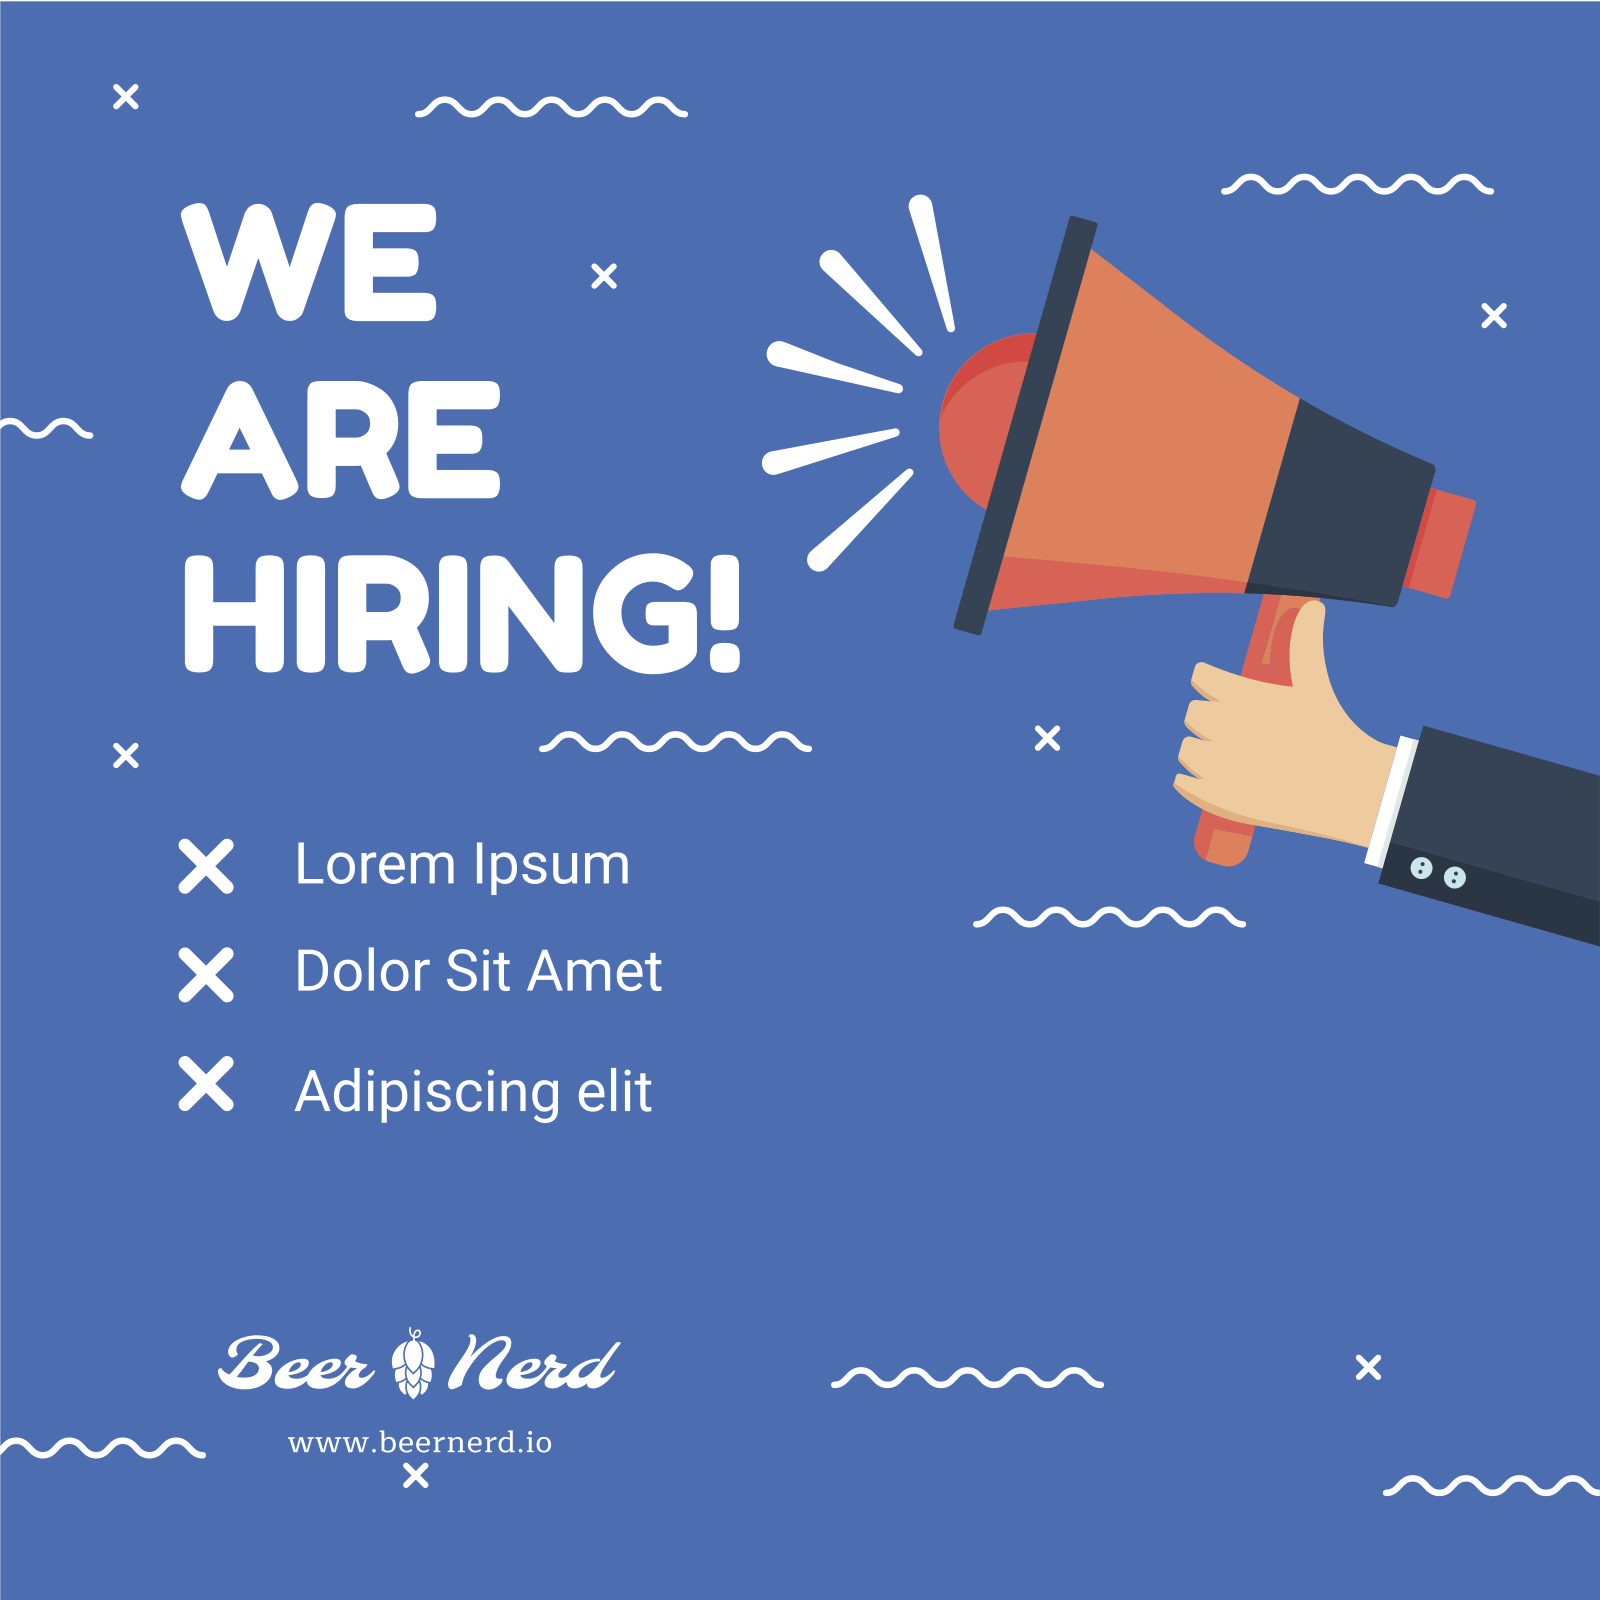 WE
ARE
HIRING!
Lorem Ipsum
Dolor Sit Amet
Adipiscing elit
Beer Nerd
www.beernerd.io